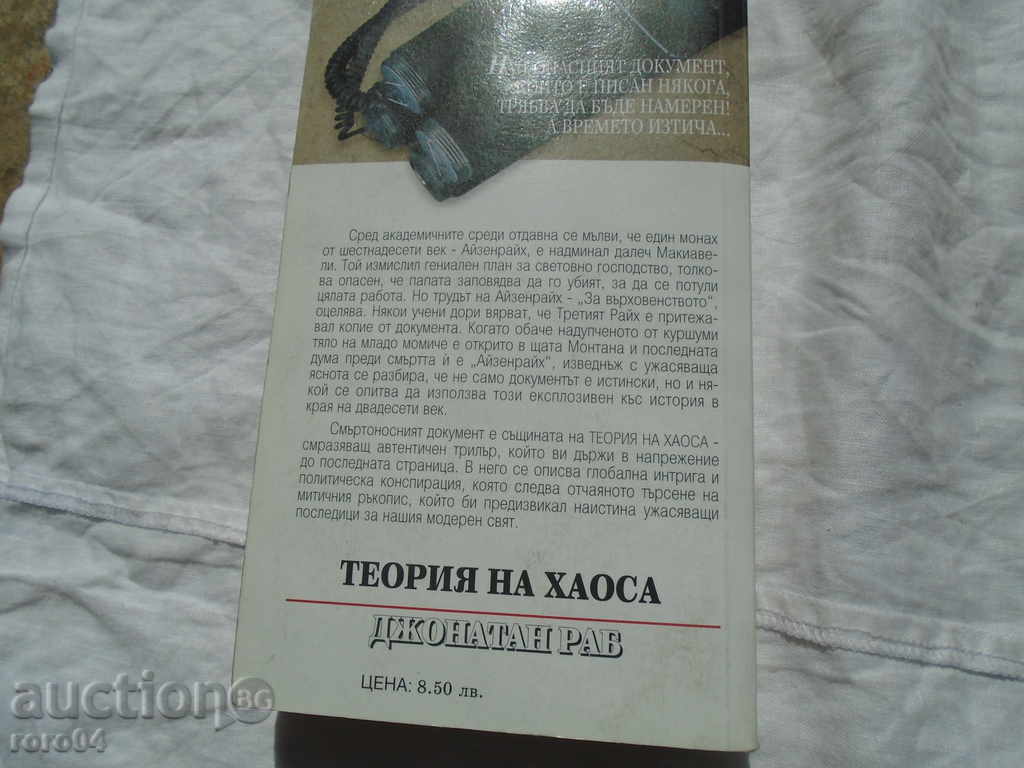 НАЙ-ОПАСНИЯТ ДОКУМЕНТ,
КОЙТО Е ПИСАН НЯКОГА,
ТРЯБВА ДА БЪДЕ НАМЕРЕН!
А ВРЕМЕТО ИЗТИЧА...
Сред академичните среди отдавна се мълви, че един монах
от шестнадесети век - Айзенрайх, е надминал далеч Макиаве-
ли. Той измислил гениален план за световно господство, толко-
ва опасен, че папата заповядва да го убият, за да се потули
цялата работа. Но трудът на Айзенрайх - „За върховенството",
оцелява. Някои учени дори вярват, че Третият Райх е притежа-
вал копие от документа. Когато обаче надупченото от куршуми
тяло на младо момиче е открито в щата Монтана и последната
дума преди смъртта ѝ е „Айзенрайх", изведнъж с ужасяваща
яснота се разбира, че не само документът е истински, но и ня-
кой се опитва да използва този експлозивен къс история в
края на двадесети век.
Смъртоносният документ е същината на ТЕОРИЯ НА ХАОСА -
смразяващ автентичен трилър, който ви държи в напрежение
до последната страница. В него се описва глобална интрига и
политическа конспирация, която следва отчаяното търсене на
митичния ръкопис, който би предизвикал наистина ужасяващи
последици за нашия модерен свят.
ТЕОРИЯ НА ХАОСА
ДЖОНАТАН РАБ
ЦЕНА: 8.50 лв.
auction BG
roro04